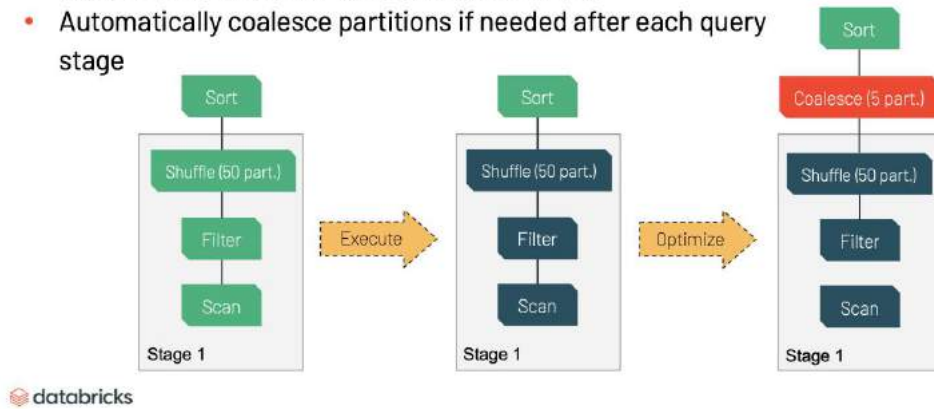 • Automatically coalesce partitions if needed after each query
stage
Sort
Shuffle (50 part.)
Filter
Scan
Stage 1
Execute
Sort
Shuffle (50 part.)
Filter
Scan
Stage 1
Optimize
Sort
Coalesce (5 part.)
Shuffle (50 part.)
Filter
Scan
Stage 1
databricks